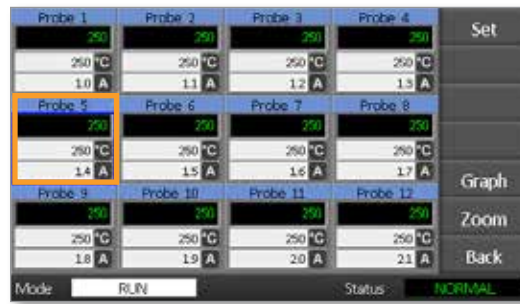 Probe 1 Probe 2 Probe 3 Probe 4 Set
250 250 250 250
250 °C 250 °C 250 °C 250 °C
1.0 A 1.1 A 1.2 A 1.3 A
Probe 5 Probe 6 Probe 7 Probe 8
250 250 250 250
250 °C 250 °C 250 °C 250 °C
1.4 A 1.5 A 1.6 A 1.7 A Graph
Probe 9 Probe 10 Probe 11 Probe 12
250 250 250 250 Zoom
250 °C 250 °C 250 °C 250 °C
1.8 A 1.9 A 2.0 A 2.1 A Back
Mode RUN Status NORMAL